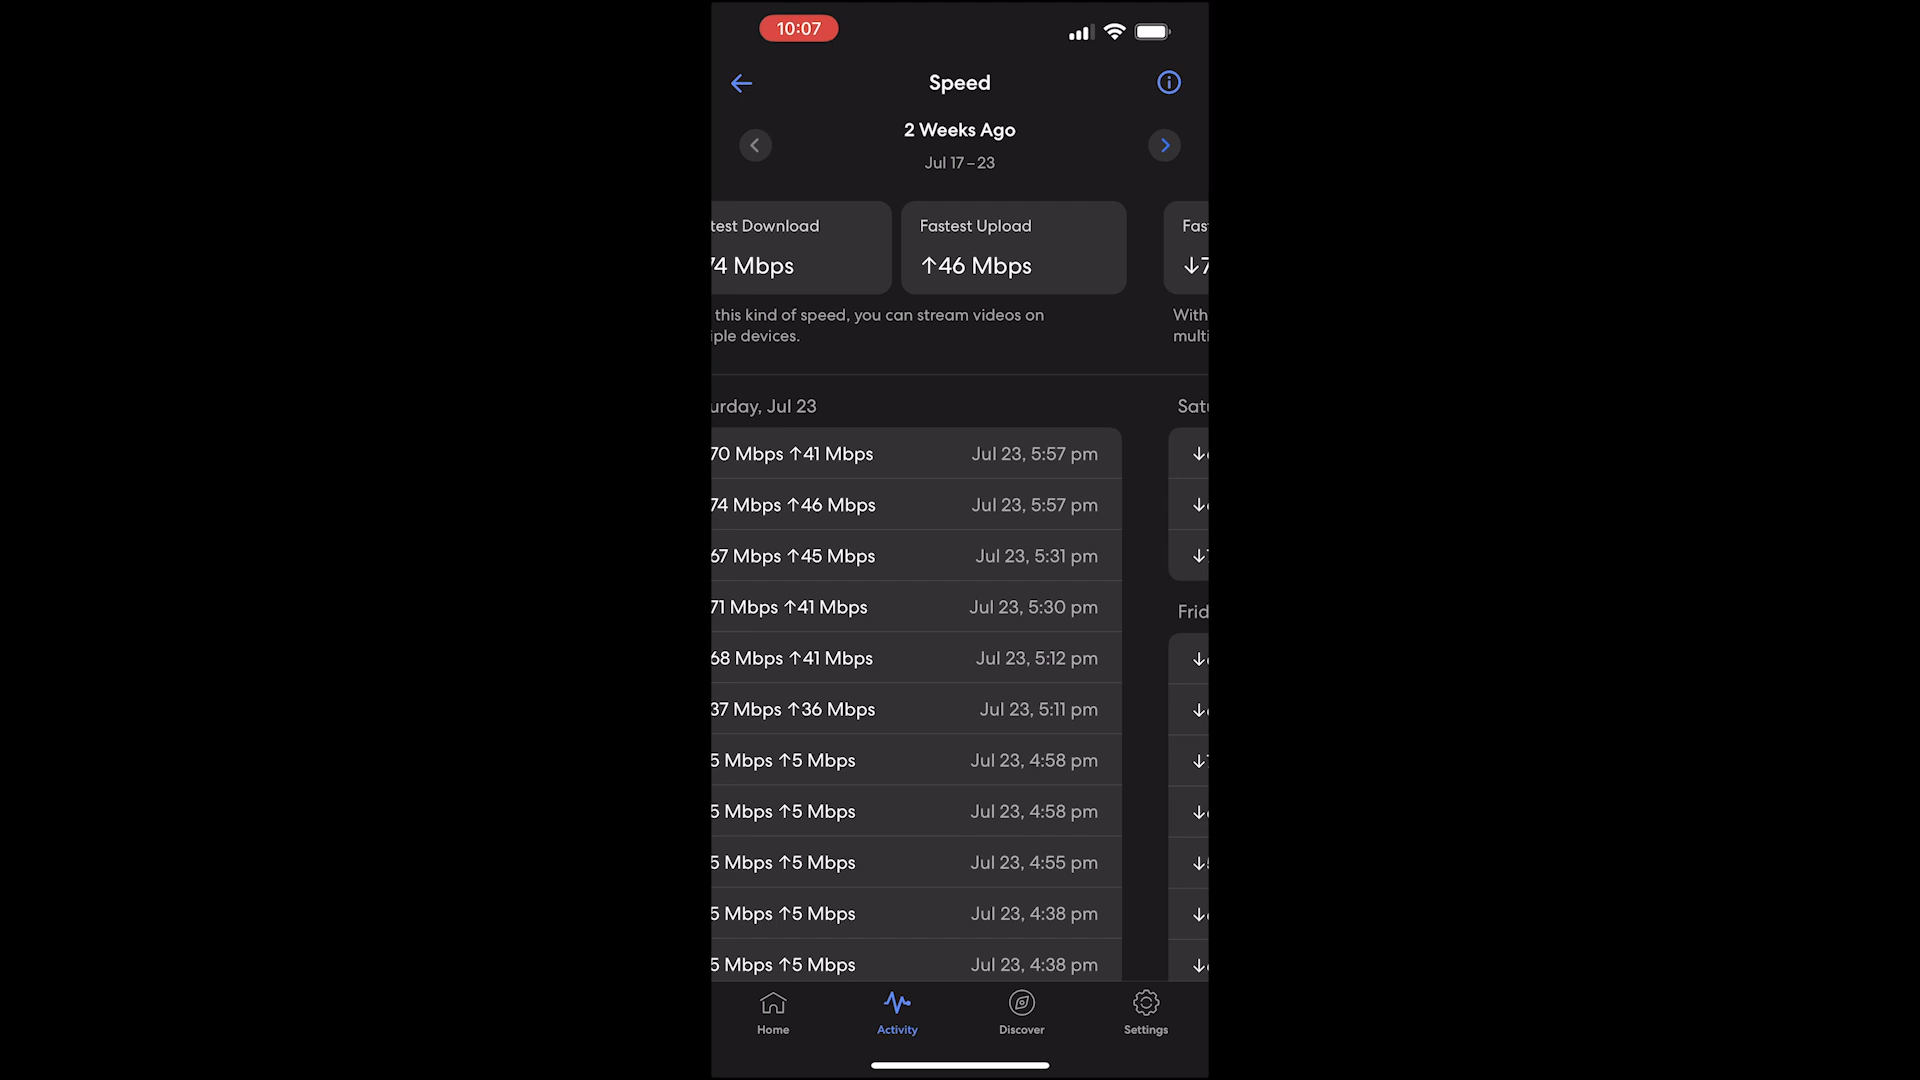 10:07
Speed
2 Weeks Ago
Jul 17–23
test Download
74 Mbps
Fastest Upload
↑46 Mbps
Fas
↓7
this kind of speed, you can stream videos on
iple devices.
With
multi
urday, Jul 23
Satu
70 Mbps ↑41 Mbps Jul 23, 5:57 pm
74 Mbps ↑46 Mbps Jul 23, 5:57 pm
67 Mbps ↑45 Mbps Jul 23, 5:31 pm
71 Mbps ↑41 Mbps Jul 23, 5:30 pm
Frid
68 Mbps ↑41 Mbps Jul 23, 5:12 pm
37 Mbps ↑36 Mbps Jul 23, 5:11 pm
5 Mbps ↑5 Mbps Jul 23, 4:58 pm
5 Mbps ↑5 Mbps Jul 23, 4:58 pm
5 Mbps ↑5 Mbps Jul 23, 4:55 pm
5 Mbps ↑5 Mbps Jul 23, 4:38 pm
5 Mbps ↑5 Mbps Jul 23, 4:38 pm
Home
Activity
Discover
Settings